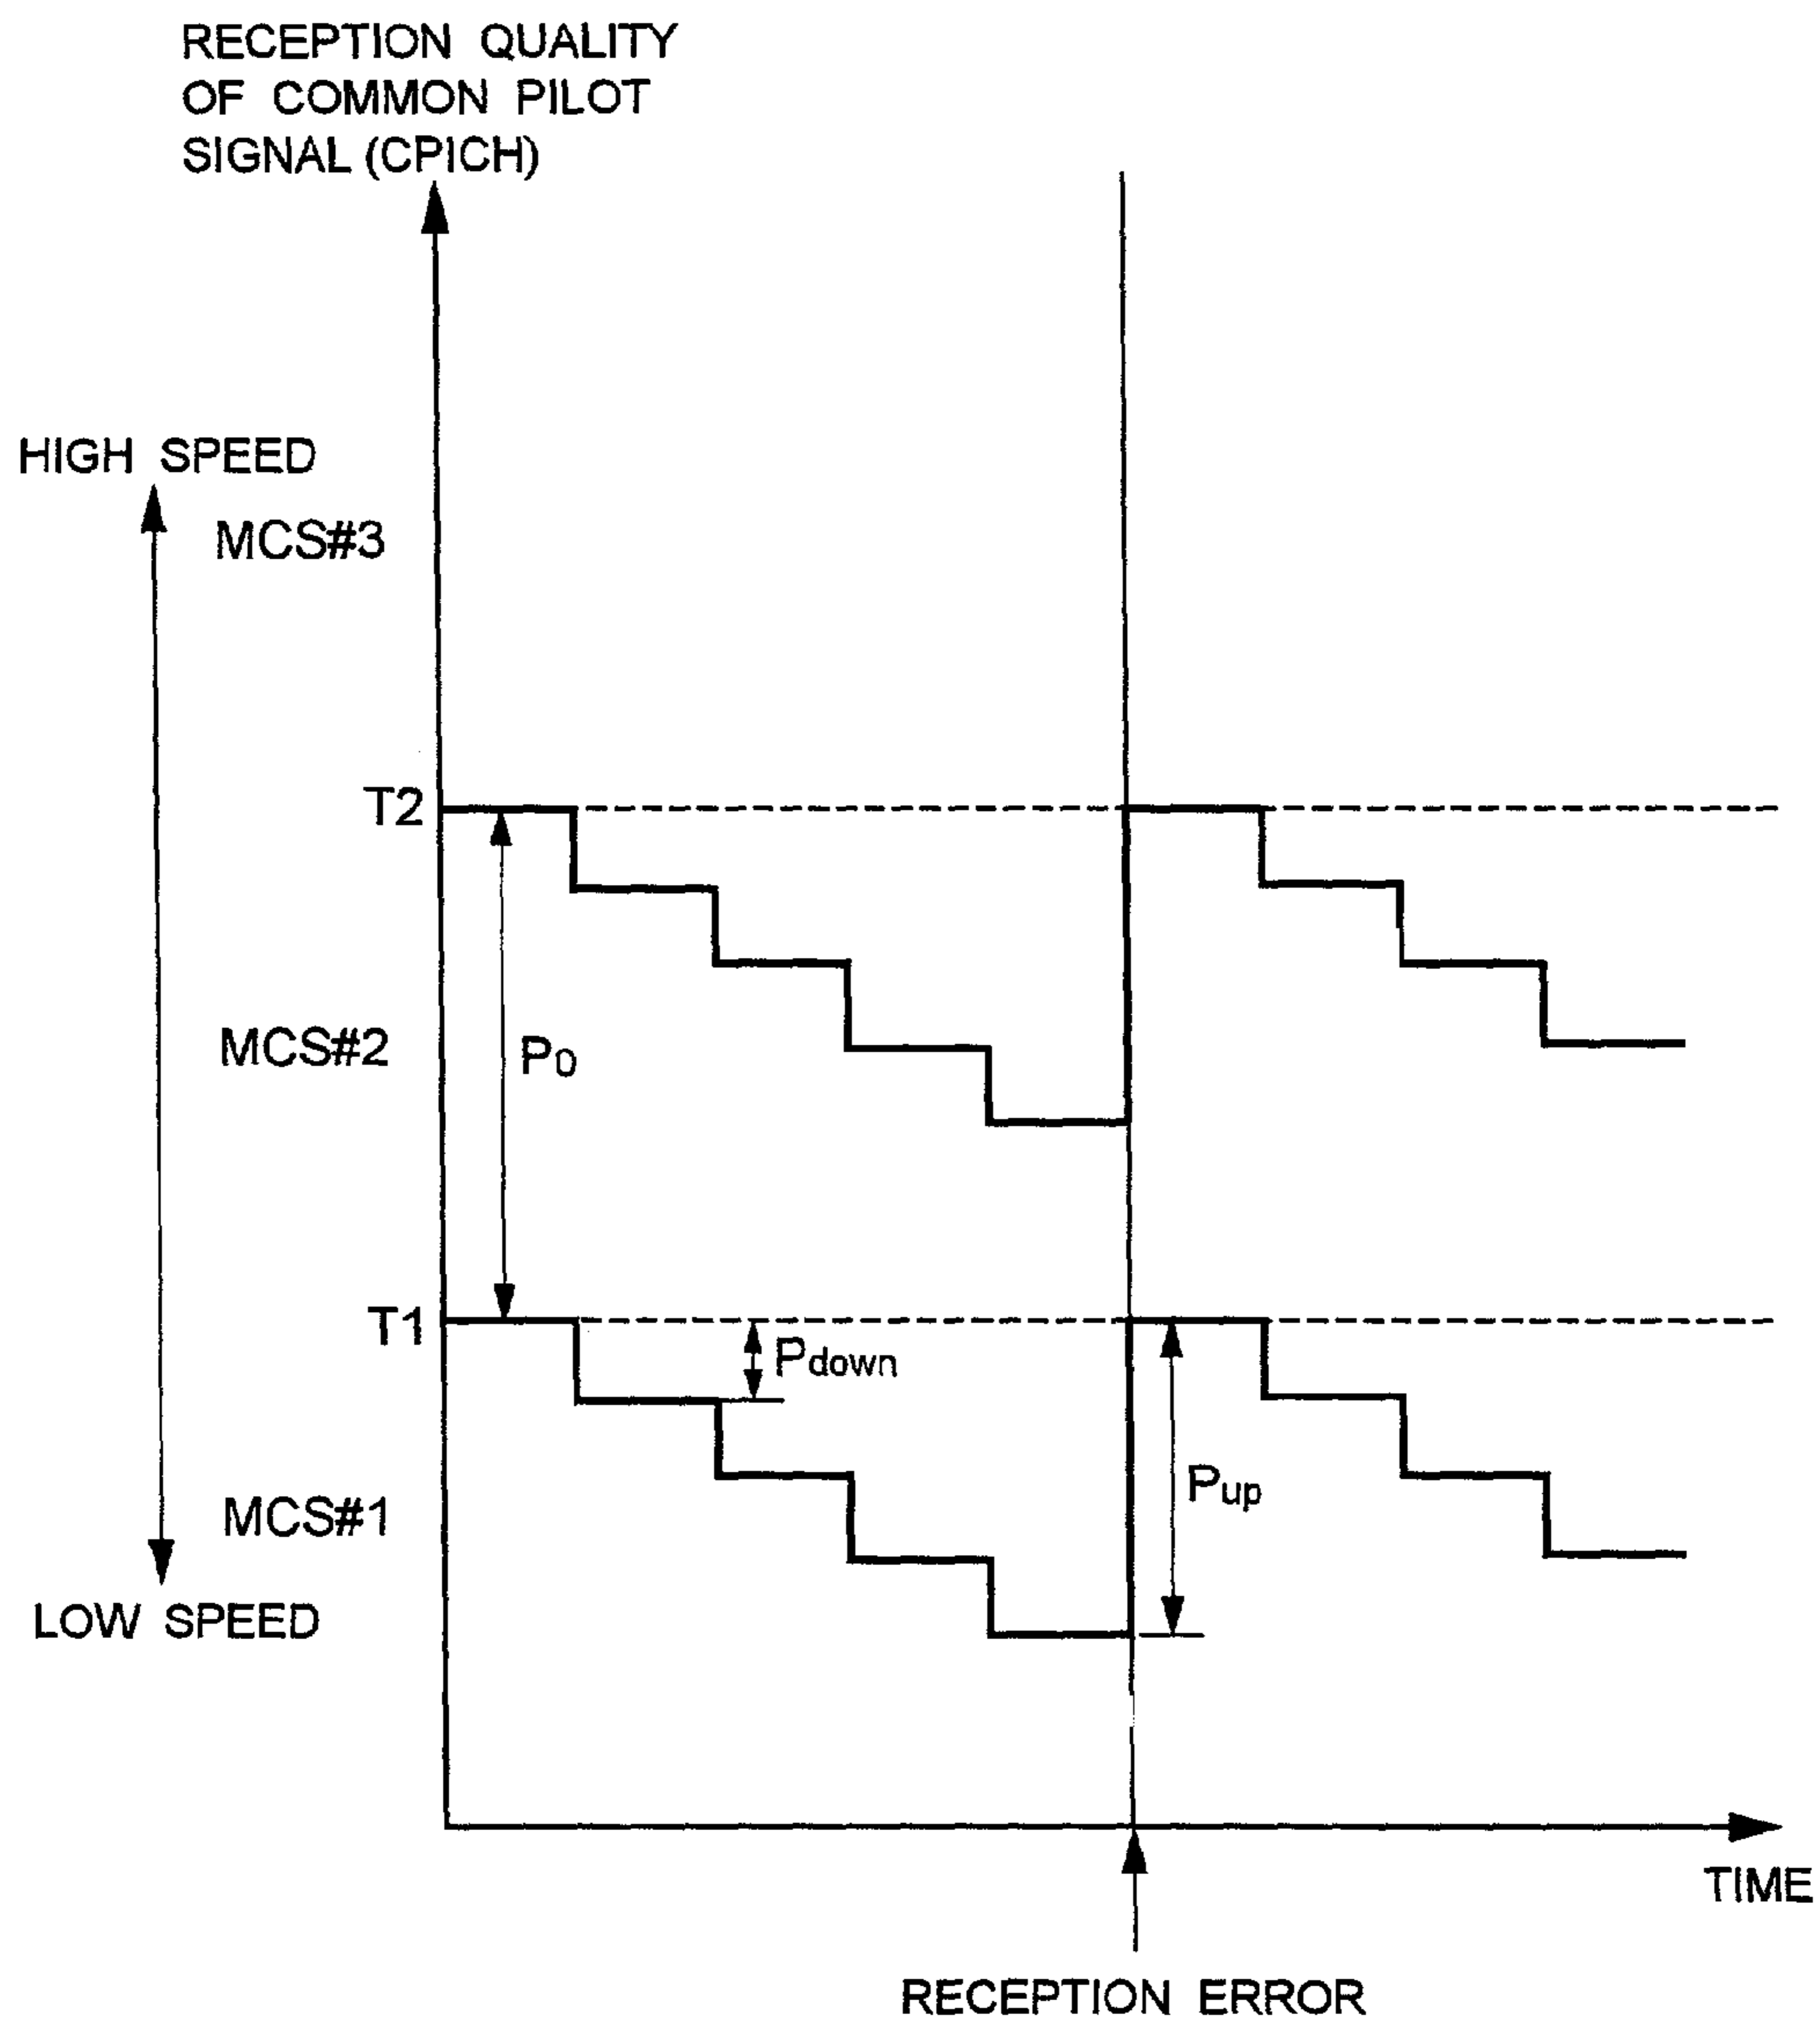 RECEPTION QUALITY
OF COMMON PILOT
SIGNAL (CPICH)
HIGH SPEED
MCS#3
T2
MCS#2
P0
T1
Pdown
Pup
MCS#1
LOW SPEED
TIME
RECEPTION ERROR